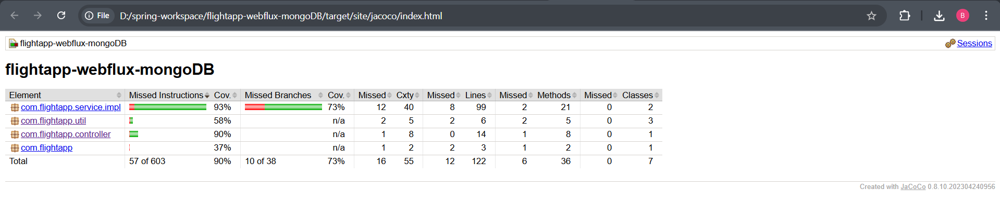 File D:/spring-workspace/flightapp-webflux-mongoDB/target/site/jacoco/index.html B
flightapp-webflux-mongoDB Sessions
flightapp-webflux-mongoDB
Element Missed Instructions Cov. Missed Branches Cov. Missed Cxty Missed Lines Missed Methods Missed Classes
com.flightapp.service.impl 93% 73% 12 40 8 99 2 21 0 2
com.flightapp.util 58% n/a 2 5 2 6 2 5 0 3
com.flightapp.controller 90% n/a 1 8 0 14 1 8 0 1
com.flightapp 37% n/a 1 2 2 3 1 2 0 1
Total 57 of 603 90% 10 of 38 73% 16 55 12 122 6 36 0 7
Created with JaCoCo 0.8.10.202304240956